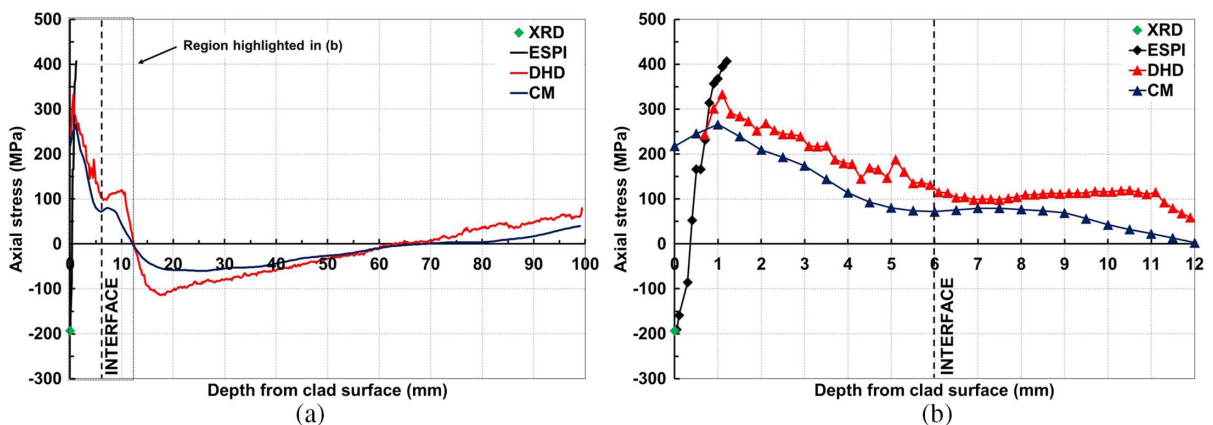 500
400
300
200
100
0
-100
-200
-300
Axial stress (MPa)
Region highlighted in (b)
XRD
ESPI
DHD
CM
0 10 20 30 40 50 60 70 80 90 100
INTERFACE
Depth from clad surface (mm)
(a)
500
400
300
200
100
0
-100
-200
-300
Axial stress (MPa)
XRD
ESPI
DHD
CM
0 1 2 3 4 5 6 7 8 9 10 11 12
INTERFACE
Depth from clad surface (mm)
(b)